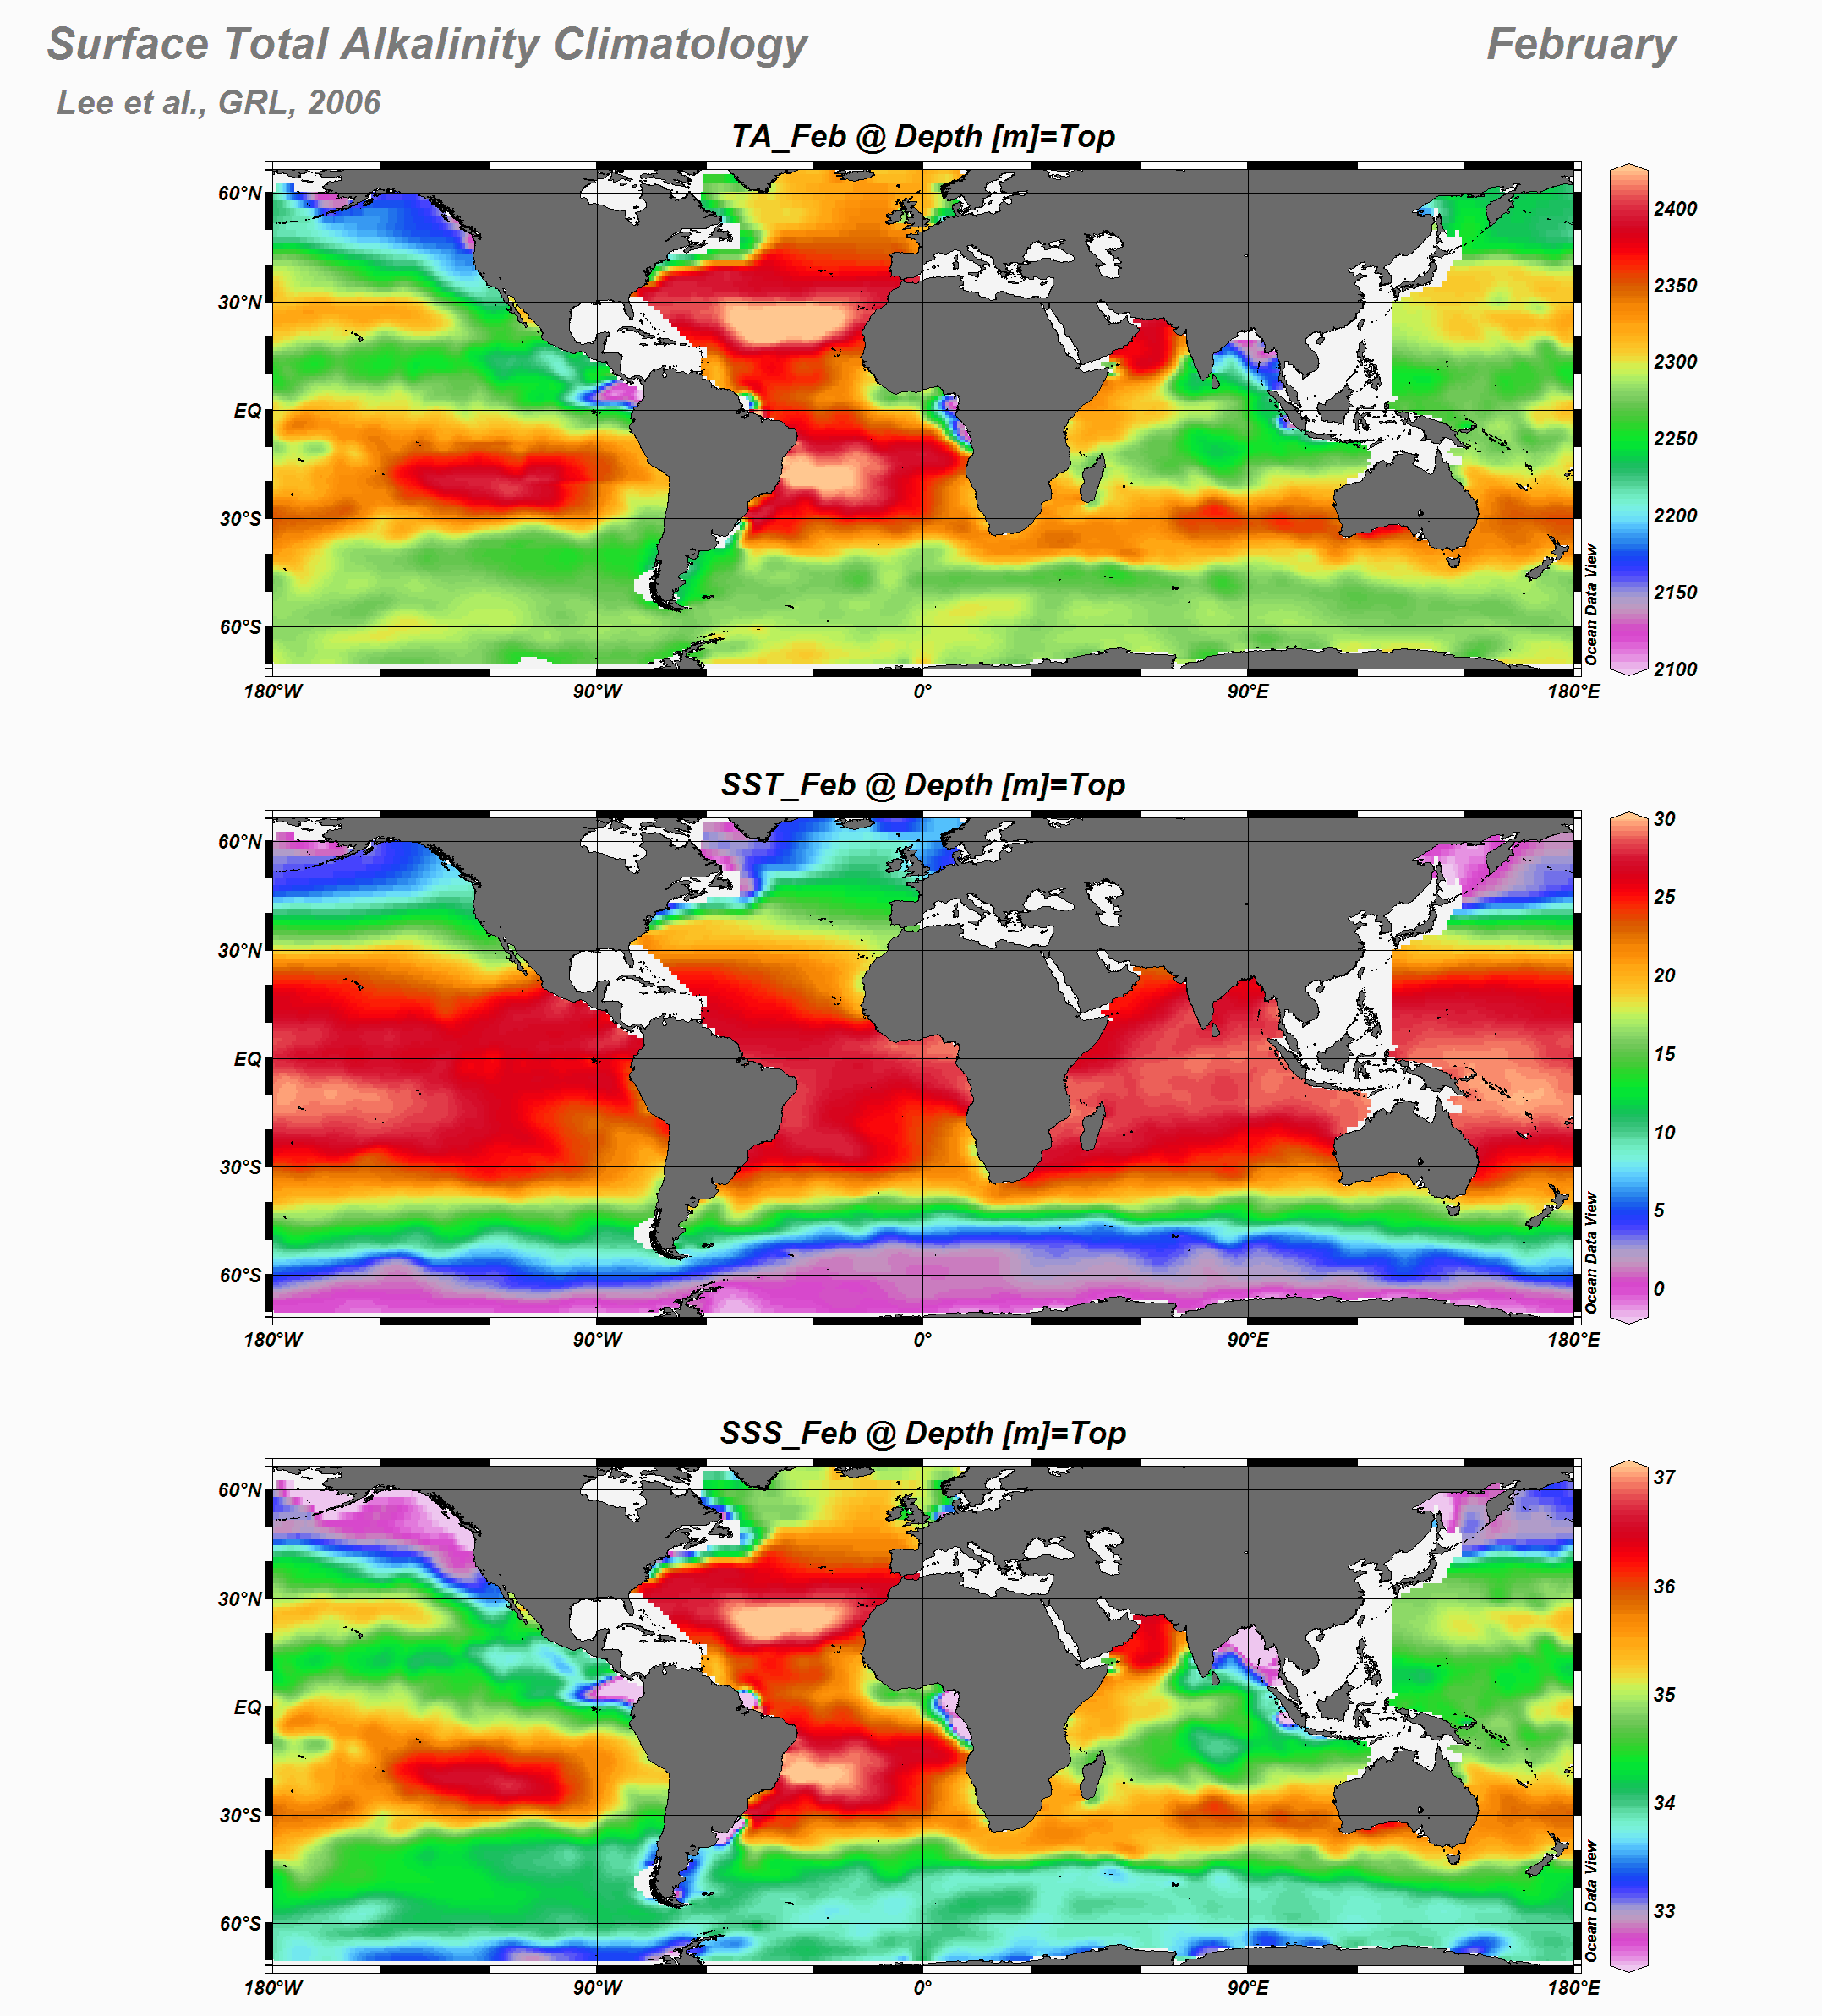 Surface Total Alkalinity Climatology
February
Lee et al., GRL, 2006
TA_Feb @ Depth [m]=Top
60°N
30°N
EQ
30°S
60°S
180°W
90°W
0°
90°E
180°E
Ocean Data View
2400
2350
2300
2250
2200
2150
2100
SST_Feb @ Depth [m]=Top
60°N
30°N
EQ
30°S
60°S
180°W
90°W
0°
90°E
180°E
Ocean Data View
30
25
20
15
10
5
0
SSS_Feb @ Depth [m]=Top
60°N
30°N
EQ
30°S
60°S
180°W
90°W
0°
90°E
180°E
Ocean Data View
37
36
35
34
33